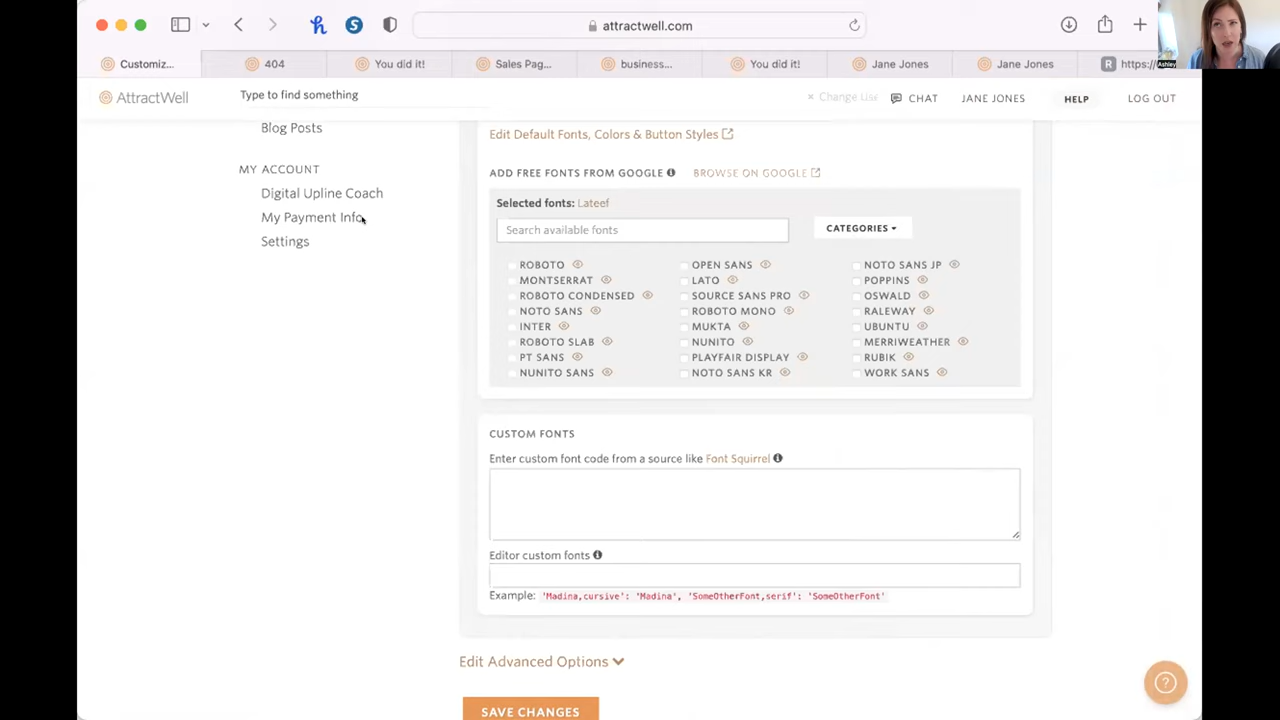 attractwell.com
Customiz...
404
You did it!
Sales Pag...
business...
You did it!
Jane Jones
Jane Jones
R https:/
Ashley
AttractWell
Type to find something
× Change Use
CHAT
JANE JONES
HELP
LOG OUT
Blog Posts
MY ACCOUNT
Digital Upline Coach
My Payment Info
Settings
Edit Default Fonts, Colors & Button Styles
ADD FREE FONTS FROM GOOGLE
BROWSE ON GOOGLE
Selected fonts: Lateef
Search available fonts
CATEGORIES
ROBOTO
OPEN SANS
NOTO SANS JP
MONTSERRAT
LATO
POPPINS
ROBOTO CONDENSED
SOURCE SANS PRO
OSWALD
NOTO SANS
ROBOTO MONO
RALEWAY
INTER
MUKTA
UBUNTU
ROBOTO SLAB
NUNITO
MERRIWEATHER
PT SANS
PLAYFAIR DISPLAY
RUBIK
NUNITO SANS
NOTO SANS KR
WORK SANS
CUSTOM FONTS
Enter custom font code from a source like Font Squirrel
Editor custom fonts
Example: 'Madina,cursive': 'Madina', 'SomeOtherFont,serif': 'SomeOtherFont'
Edit Advanced Options
SAVE CHANGES